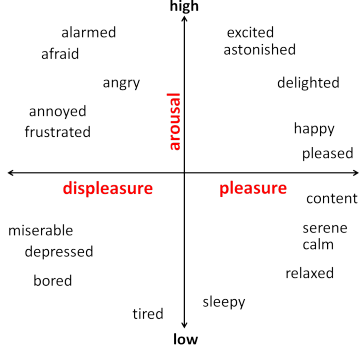 high
alarmed
excited
afraid
astonished
angry
delighted
arousal
annoyed
happy
frustrated
pleased
displeasure
pleasure
content
miserable
serene
depressed
calm
bored
relaxed
tired
sleepy
low